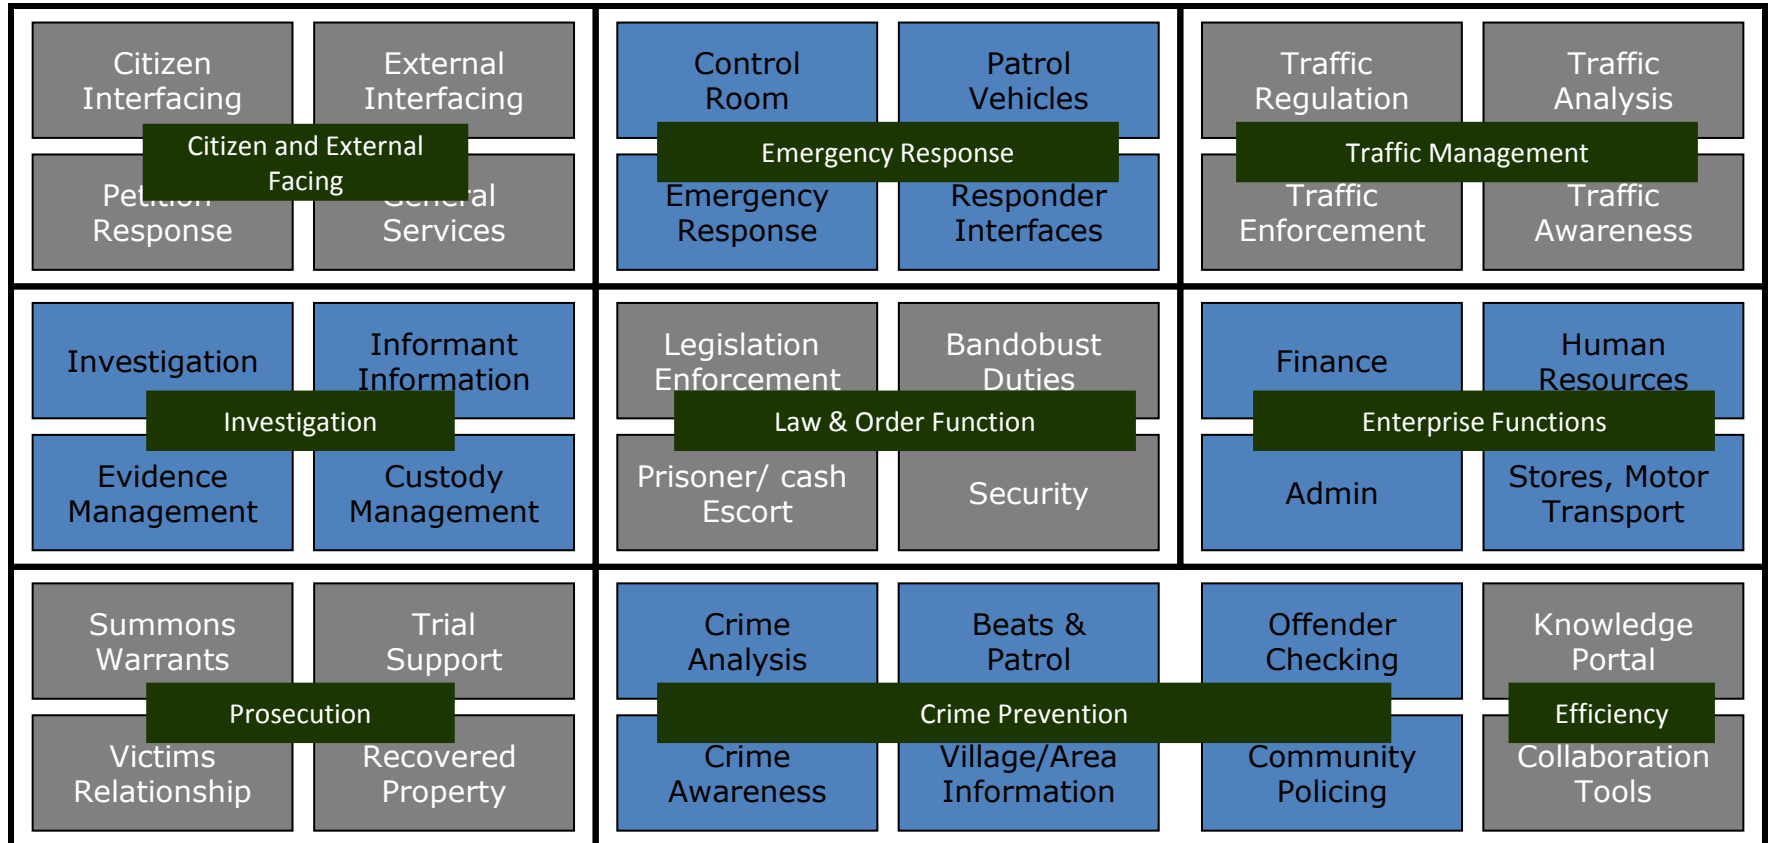 Citizen
Interfacing
External
Interfacing
Citizen and External
Facing
Petition
Response
General
Services
Control
Room
Patrol
Vehicles
Emergency Response
Emergency
Response
Responder
Interfaces
Traffic
Regulation
Traffic
Analysis
Traffic Management
Traffic
Enforcement
Traffic
Awareness
Investigation
Informant
Information
Investigation
Evidence
Management
Custody
Management
Legislation
Enforcement
Bandobust
Duties
Law & Order Function
Prisoner/ cash
Escort
Security
Finance
Human
Resources
Enterprise Functions
Admin
Stores, Motor
Transport
Summons
Warrants
Trial
Support
Prosecution
Victims
Relationship
Recovered
Property
Crime
Analysis
Beats &
Patrol
Offender
Checking
Crime Prevention
Crime
Awareness
Village/Area
Information
Community
Policing
Knowledge
Portal
Efficiency
Collaboration
Tools